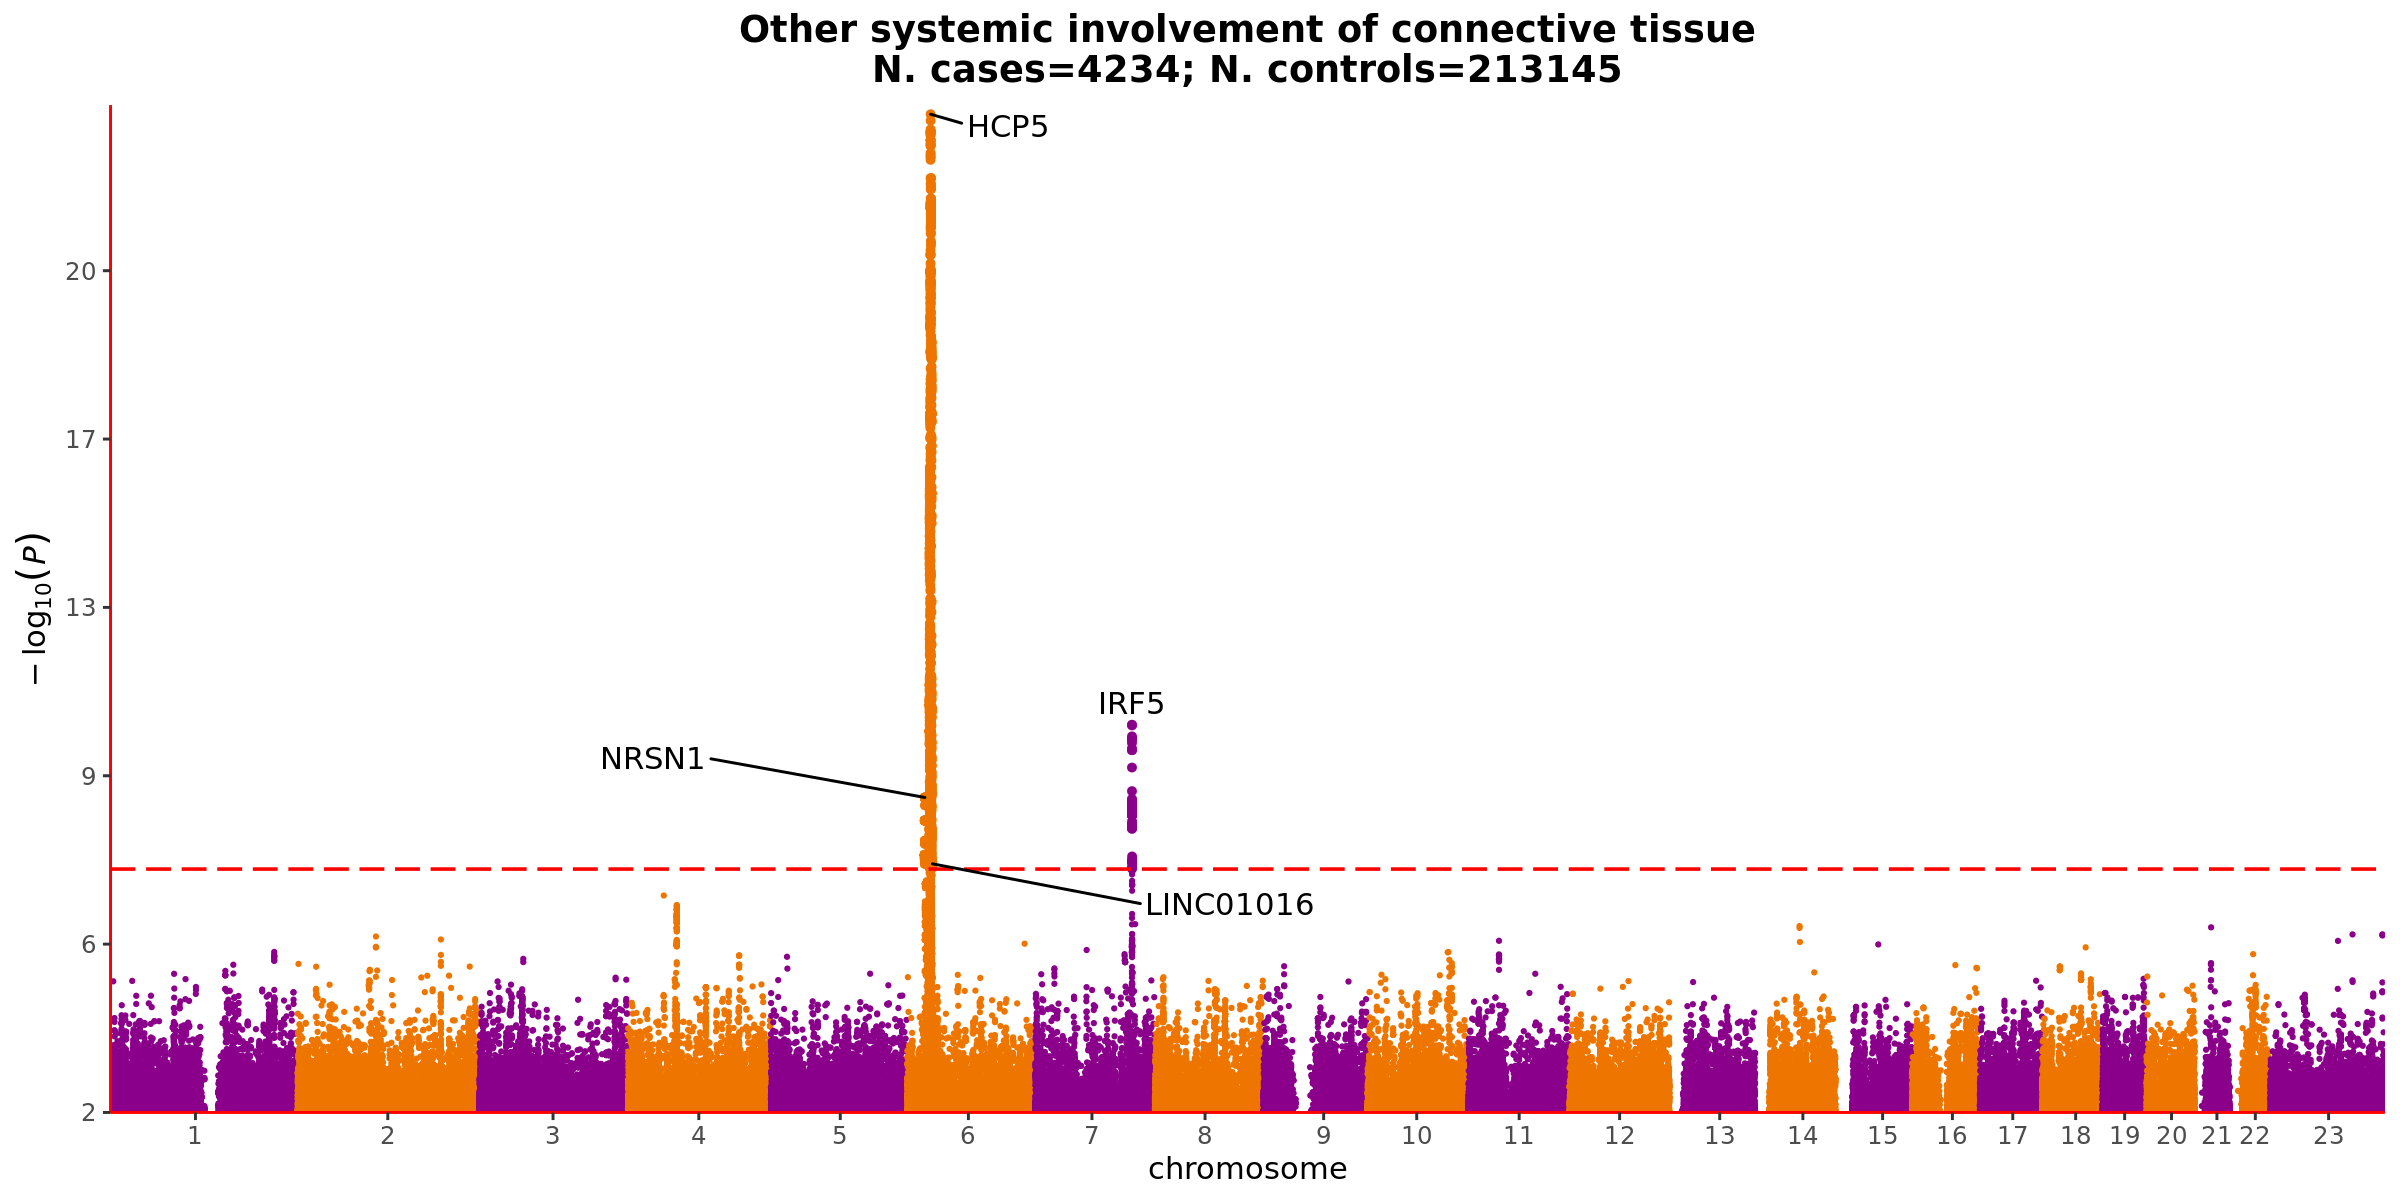 Other systemic involvement of connective tissue
N. cases=4234; N. controls=213145
HCP5
20
17
− log10(P)
13
IRF5
NRSN1
9
LINC01016
6
2
1 2 3 4 5 6 7 8 9 10 11 12 13 14 15 16 17 18 19 20 21 22 23
chromosome